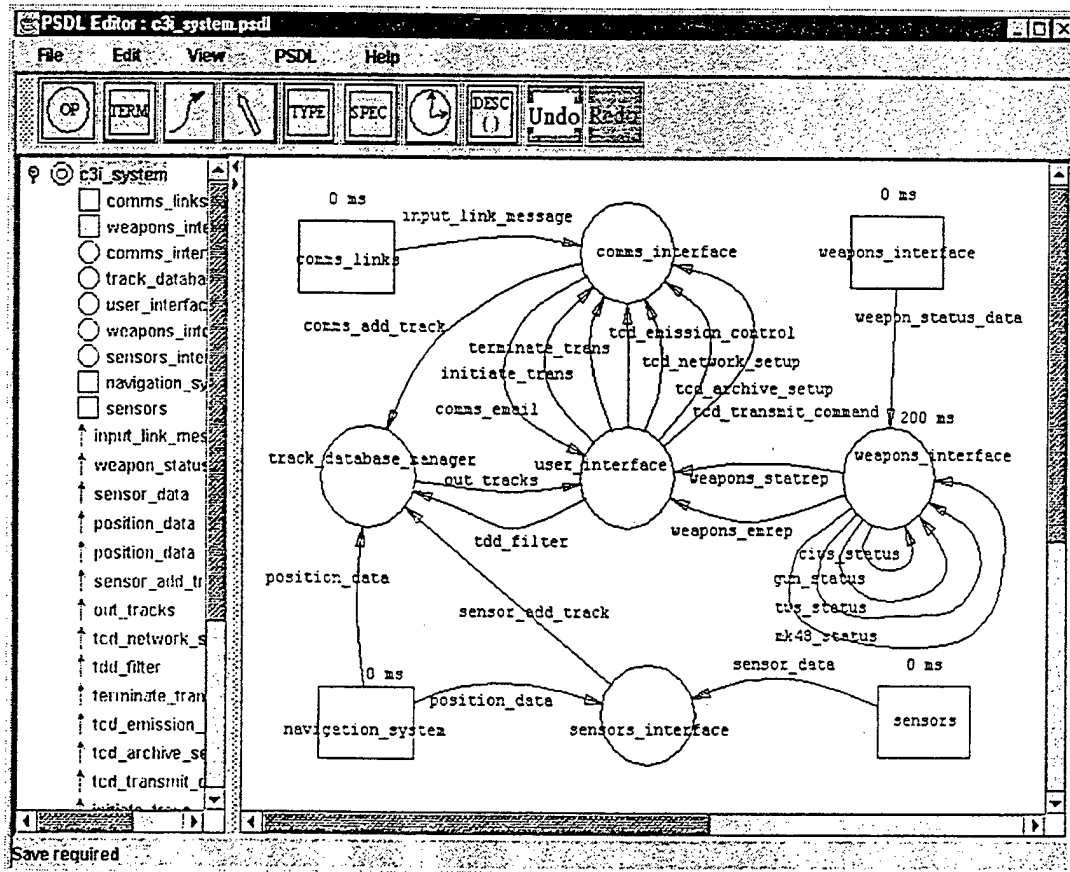 PSDL Editor : c3i_system.psdl
File Edit View PSDL Help
OP TERM TYPE SPEC DESC () Undo Redo
c3i_system
comms_links
weapons_inte
comms_inter
track_databa
user_interfac
weapons_inte
sensors_inte
navigation_sy
sensors
input_link_mes
weapon_status
sensor_data
position_data
position_data
sensor_add_tr
out_tracks
tcd_network_s
tdd_filter
terminate_tran
tcd_emission_
tcd_archive_se
tcd_transmit_c
initiate_trans
0 ms
comms_links
input_link_message
comms_interface
0 ms
weapons_interface
weapon_status_data
comms_add_track
tcd_emission_control
terminate_trans
tcd_network_setup
initiate_trans
tcd_archive_setup
comms_email
tcd_transmit_command
200 ms
track_database_manager
user_interface
weapons_interface
out_tracks
weapons_statrep
tdd_filter
weapons_emrep
ciws_status
gun_status
tws_status
mk48_status
position_data
sensor_add_track
sensor_data
0 ms
0 ms
navigation_system
position_data
sensors_interface
sensors
Save required